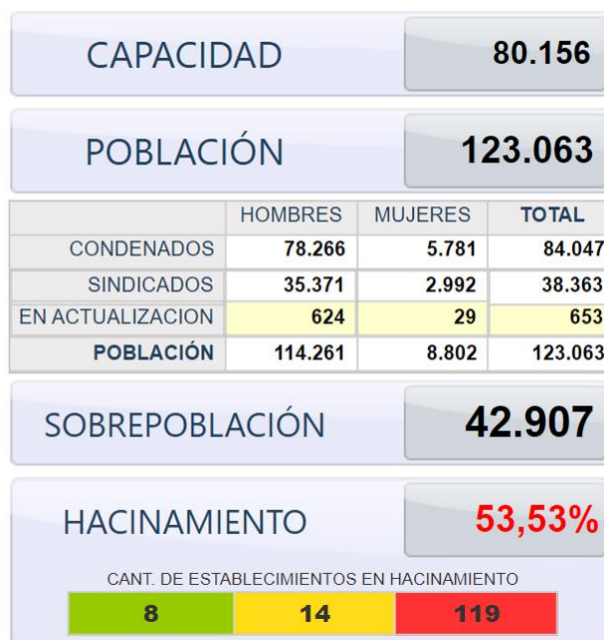 CAPACIDAD 80.156
POBLACIÓN 123.063
HOMBRES MUJERES TOTAL
CONDENADOS 78.266 5.781 84.047
SINDICADOS 35.371 2.992 38.363
EN ACTUALIZACION 624 29 653
POBLACIÓN 114.261 8.802 123.063
SOBREPOBLACIÓN 42.907
HACINAMIENTO 53,53%
CANT. DE ESTABLECIMIENTOS EN HACINAMIENTO
8 14 119